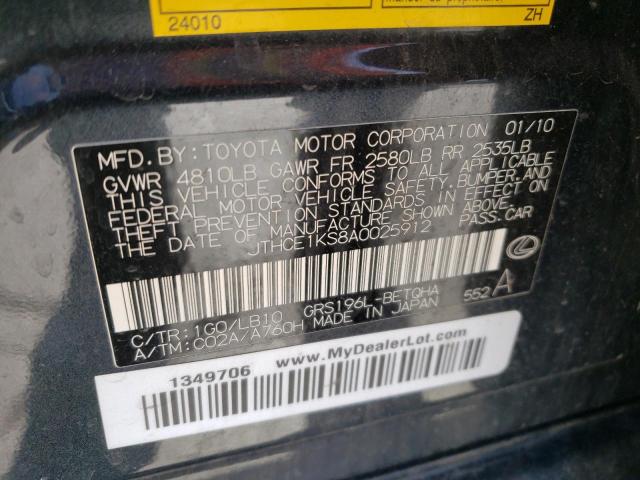 24010
ZH
MFD. BY: TOYOTA MOTOR CORPORATION 01/10
GVWR 4810LB GAWR FR 2580LB RR 2535LB
THIS VEHICLE CONFORMS TO ALL APPLICABLE
FEDERAL MOTOR VEHICLE SAFETY, BUMPER, AND
THEFT PREVENTION STANDARDS IN EFFECT ON
THE DATE OF MANUFACTURE SHOWN ABOVE.
JTHCE1KS8A0025912 PASS. CAR
552 A
C/TR: 1G0/LB10 GRS196L-BETQHA
A/TM: C02A/A760H MADE IN JAPAN
1349706 www.MyDealerLot.com